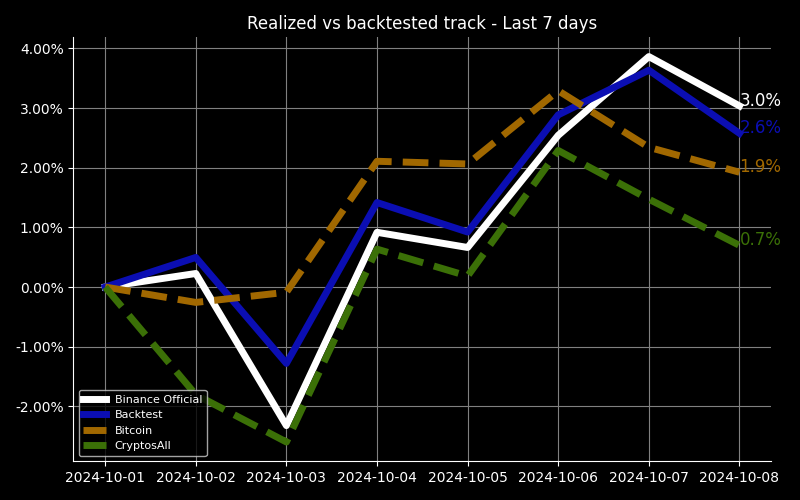 Realized vs backtested track - Last 7 days
4.00%
3.00%
2.00%
1.00%
0.00%
-1.00%
-2.00%
3.0%
2.6%
1.9%
0.7%
Binance Official
Backtest
Bitcoin
CryptosAll
2024-10-01 2024-10-02 2024-10-03 2024-10-04 2024-10-05 2024-10-06 2024-10-07 2024-10-08